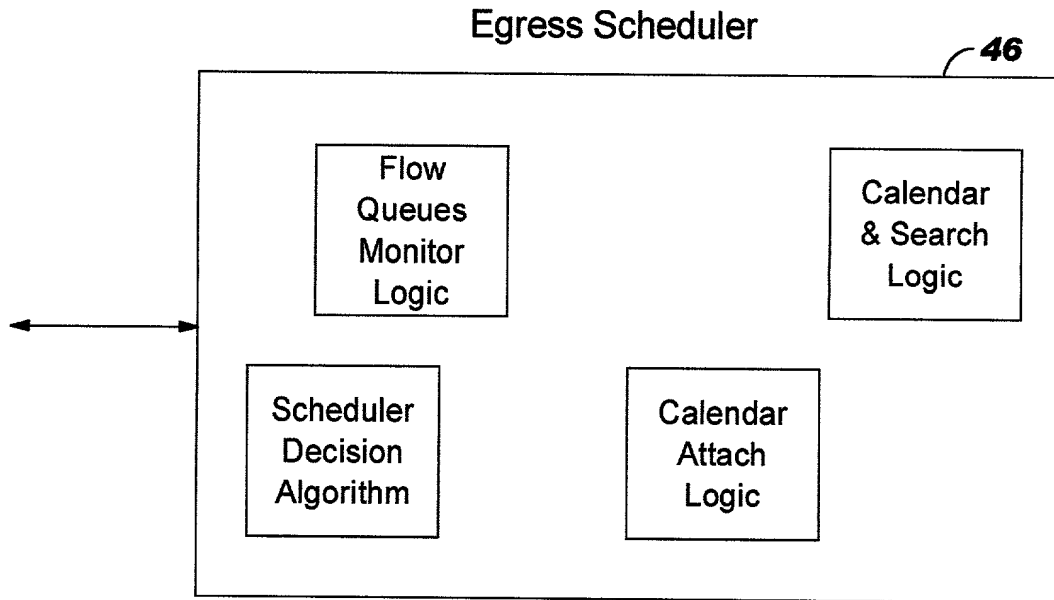 Egress Scheduler
46
Flow
Queues
Monitor
Logic
Calendar
& Search
Logic
Scheduler
Decision
Algorithm
Calendar
Attach
Logic